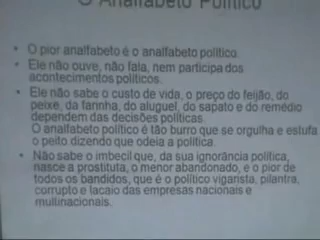 O Analfabeto Político
• O pior analfabeto é o analfabeto político.
• Ele não ouve, não fala, nem participa dos
acontecimentos políticos.
• Ele não sabe o custo de vida, o preço do feijão, do
peixe, da farinha, do aluguel, do sapato e do remédio
dependem das decisões políticas.
O analfabeto político é tão burro que se orgulha e estufa
o peito dizendo que odeia a política.
• Não sabe o imbecil que, da sua ignorância política,
nasce a prostituta, o menor abandonado, e o pior de
todos os bandidos, que é o político vigarista, pilantra,
corrupto e lacaio das empresas nacionais e
multinacionais.